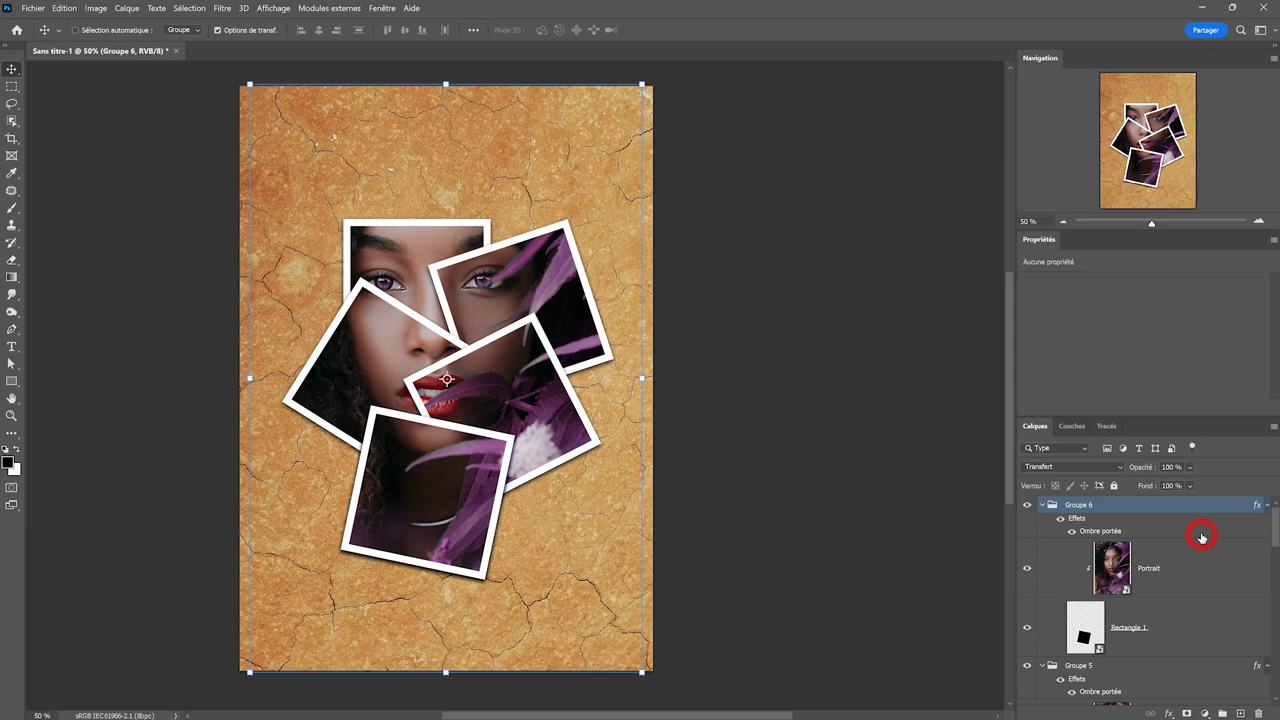 Fichier Edition Image Calque Texte Sélection Filtre 3D Affichage Modules externes Fenêtre Aide
Sélection automatique : Groupe Options de transf. Mode 3D : Partager
Sans titre-1 @ 50% (Groupe 6, RVB/8) *
Navigation
50 %
Propriétés
Aucune propriété
Calques Couches Tracés
Type
Transfert Opacité : 100 %
Verrou : Fond : 100 %
Groupe 6 fx
Effets
Ombre portée
Portrait
Rectangle 1
Groupe 5 fx
Effets
Ombre portée
50 % sRGB IEC61966-2.1 (8bpc)
fx